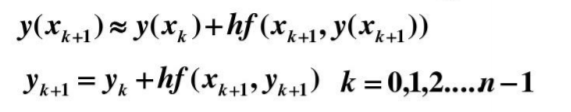 y(x_{k+1}) ≈ y(x_k)+hf(x_{k+1}, y(x_{k+1}))
y_{k+1} = y_k +hf(x_{k+1}, y_{k+1}) k = 0,1,2....n−1